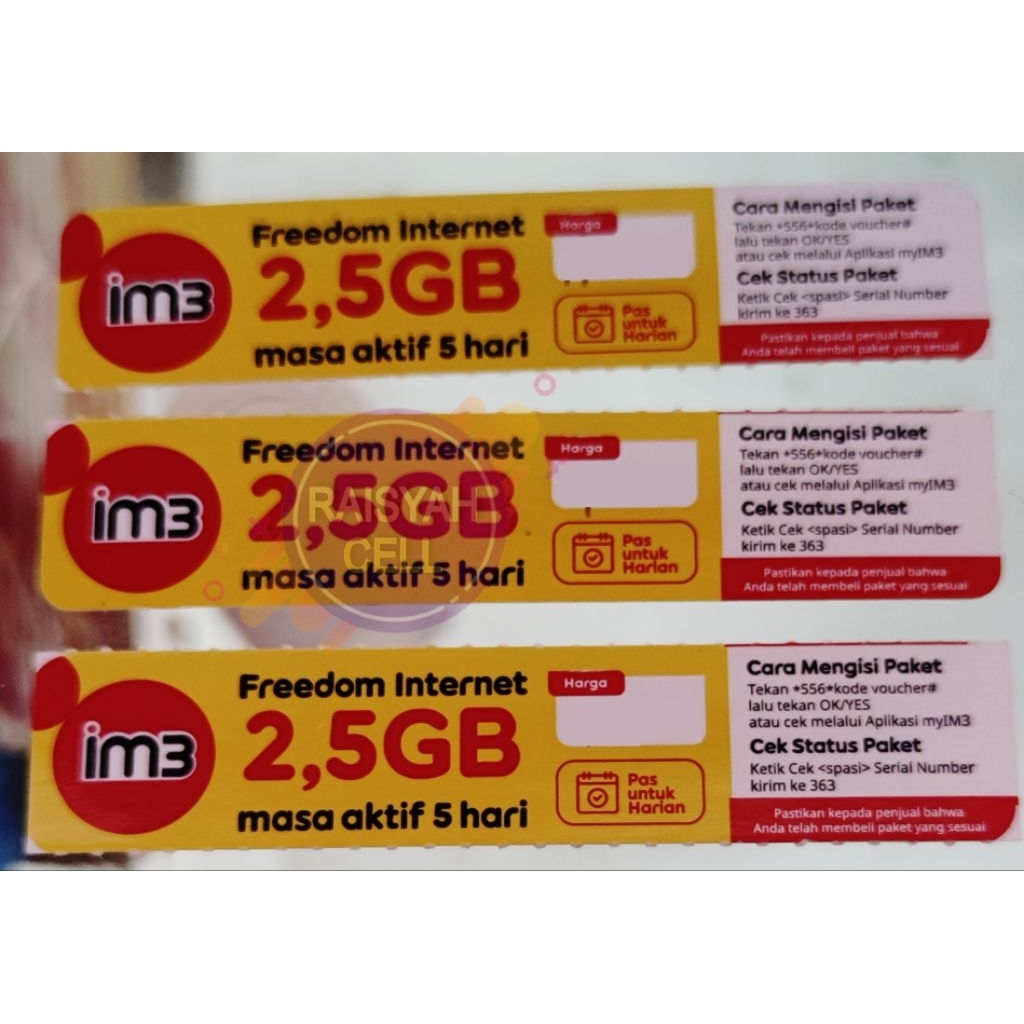 im3
Freedom Internet
2,5GB
masa aktif 5 hari
Harga
Pas
untuk
Harian
Cara Mengisi Paket
Tekan *556*kode voucher#
lalu tekan OK/YES
atau cek melalui Aplikasi myIM3
Cek Status Paket
Ketik Cek <spasi> Serial Number
kirim ke 363
Pastikan kepada penjual bahwa
Anda telah membeli paket yang sesuai
im3
Freedom Internet
2,5GB
masa aktif 5 hari
RAISYAH
CELL
Harga
Pas
untuk
Harian
Cara Mengisi Paket
Tekan *556*kode voucher#
lalu tekan OK/YES
atau cek melalui Aplikasi myIM3
Cek Status Paket
Ketik Cek <spasi> Serial Number
kirim ke 363
Pastikan kepada penjual bahwa
Anda telah membeli paket yang sesuai
im3
Freedom Internet
2,5GB
masa aktif 5 hari
Harga
Pas
untuk
Harian
Cara Mengisi Paket
Tekan *556*kode voucher#
lalu tekan OK/YES
atau cek melalui Aplikasi myIM3
Cek Status Paket
Ketik Cek <spasi> Serial Number
kirim ke 363
Pastikan kepada penjual bahwa
Anda telah membeli paket yang sesuai